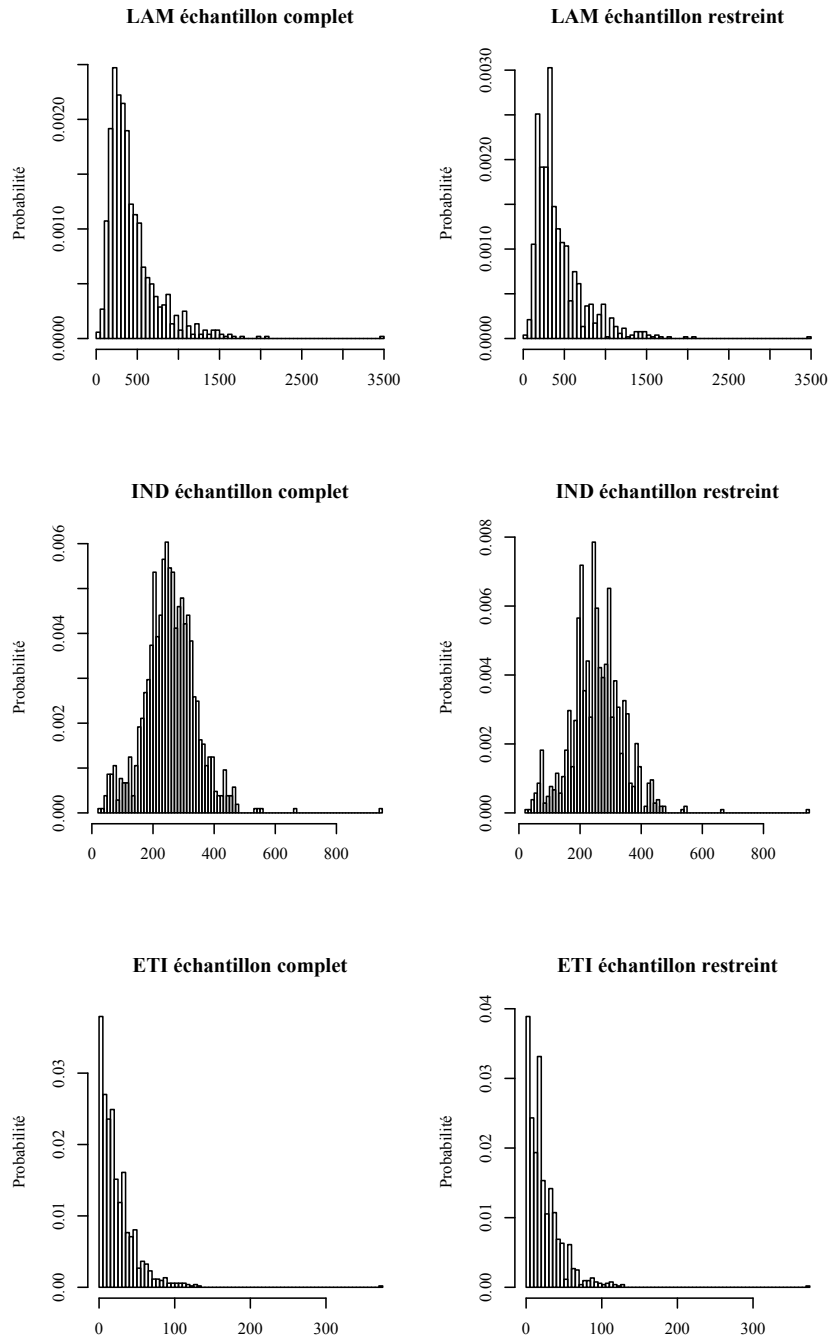 LAM échantillon complet
LAM échantillon restreint
Probabilité
0.0000
0.0010
0.0020
0 500 1500 2500 3500
Probabilité
0.0000
0.0010
0.0020
0.0030
0 500 1500 2500 3500
IND échantillon complet
IND échantillon restreint
Probabilité
0.000
0.002
0.004
0.006
0 200 400 600 800
Probabilité
0.000
0.002
0.004
0.006
0.008
0 200 400 600 800
ETI échantillon complet
ETI échantillon restreint
Probabilité
0.00
0.01
0.02
0.03
0 100 200 300
Probabilité
0.00
0.01
0.02
0.03
0.04
0 100 200 300